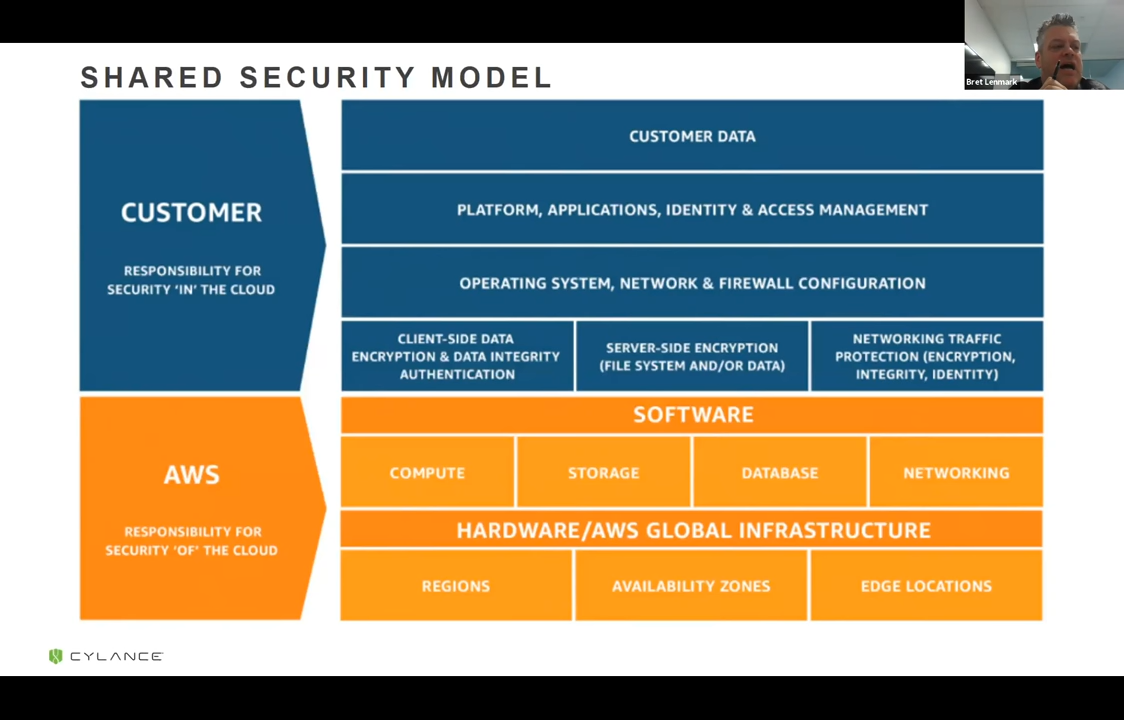 SHARED SECURITY MODEL
Bret Lenmark
CUSTOMER
RESPONSIBILITY FOR
SECURITY ‘IN’ THE CLOUD
CUSTOMER DATA
PLATFORM, APPLICATIONS, IDENTITY & ACCESS MANAGEMENT
OPERATING SYSTEM, NETWORK & FIREWALL CONFIGURATION
CLIENT-SIDE DATA
ENCRYPTION & DATA INTEGRITY
AUTHENTICATION
SERVER-SIDE ENCRYPTION
(FILE SYSTEM AND/OR DATA)
NETWORKING TRAFFIC
PROTECTION (ENCRYPTION,
INTEGRITY, IDENTITY)
AWS
RESPONSIBILITY FOR
SECURITY ‘OF’ THE CLOUD
SOFTWARE
COMPUTE
STORAGE
DATABASE
NETWORKING
HARDWARE/AWS GLOBAL INFRASTRUCTURE
REGIONS
AVAILABILITY ZONES
EDGE LOCATIONS
CYLANCE